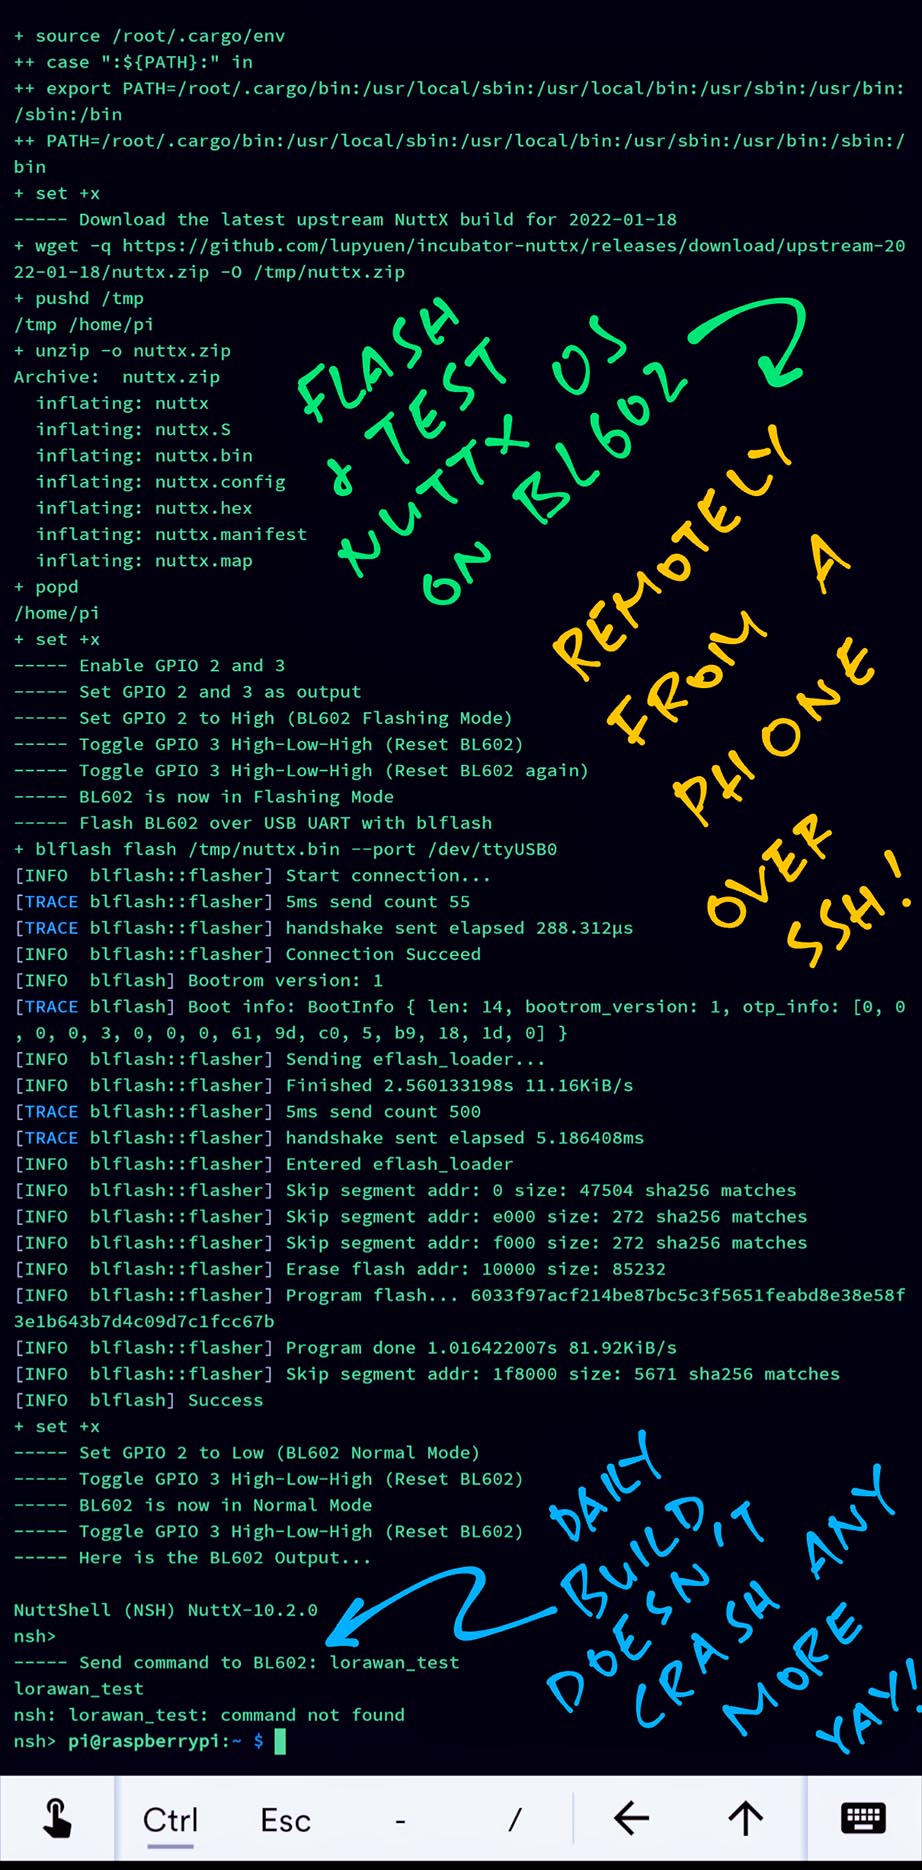 + source /root/.cargo/env
++ case ":${PATH}:" in
++ export PATH=/root/.cargo/bin:/usr/local/sbin:/usr/local/bin:/usr/sbin:/usr/bin:
/sbin:/bin
++ PATH=/root/.cargo/bin:/usr/local/sbin:/usr/local/bin:/usr/sbin:/usr/bin:/sbin:/
bin
+ set +x
----- Download the latest upstream NuttX build for 2022-01-18
+ wget -q https://github.com/lupyuen/incubator-nuttx/releases/download/upstream-20
22-01-18/nuttx.zip -O /tmp/nuttx.zip
+ pushd /tmp
/tmp /home/pi
+ unzip -o nuttx.zip
Archive:  nuttx.zip
  inflating: nuttx
  inflating: nuttx.S
  inflating: nuttx.bin
  inflating: nuttx.config
  inflating: nuttx.hex
  inflating: nuttx.manifest
  inflating: nuttx.map
+ popd
/home/pi
+ set +x
FLASH
& TEST
NUTTX OS
ON BL602
REMOTELY
FROM A
PHONE
OVER
SSH!
----- Enable GPIO 2 and 3
----- Set GPIO 2 and 3 as output
----- Set GPIO 2 to High (BL602 Flashing Mode)
----- Toggle GPIO 3 High-Low-High (Reset BL602)
----- Toggle GPIO 3 High-Low-High (Reset BL602 again)
----- BL602 is now in Flashing Mode
----- Flash BL602 over USB UART with blflash
+ blflash flash /tmp/nuttx.bin --port /dev/ttyUSB0
[INFO  blflash::flasher] Start connection...
[TRACE blflash::flasher] 5ms send count 55
[TRACE blflash::flasher] handshake sent elapsed 288.312µs
[INFO  blflash::flasher] Connection Succeed
[INFO  blflash] Bootrom version: 1
[TRACE blflash] Boot info: BootInfo { len: 14, bootrom_version: 1, otp_info: [0, 0
, 0, 0, 3, 0, 0, 0, 61, 9d, c0, 5, b9, 18, 1d, 0] }
[INFO  blflash::flasher] Sending eflash_loader...
[INFO  blflash::flasher] Finished 2.560133198s 11.16KiB/s
[TRACE blflash::flasher] 5ms send count 500
[TRACE blflash::flasher] handshake sent elapsed 5.186408ms
[INFO  blflash::flasher] Entered eflash_loader
[INFO  blflash::flasher] Skip segment addr: 0 size: 47504 sha256 matches
[INFO  blflash::flasher] Skip segment addr: e000 size: 272 sha256 matches
[INFO  blflash::flasher] Skip segment addr: f000 size: 272 sha256 matches
[INFO  blflash::flasher] Erase flash addr: 10000 size: 85232
[INFO  blflash::flasher] Program flash... 6033f97acf214be87bc5c3f5651feabd8e38e58f
3e1b643b7d4c09d7c1fcc67b
[INFO  blflash::flasher] Program done 1.016422007s 81.92KiB/s
[INFO  blflash::flasher] Skip segment addr: 1f8000 size: 5671 sha256 matches
[INFO  blflash] Success
+ set +x
----- Set GPIO 2 to Low (BL602 Normal Mode)
----- Toggle GPIO 3 High-Low-High (Reset BL602)
----- BL602 is now in Normal Mode
----- Toggle GPIO 3 High-Low-High (Reset BL602)
----- Here is the BL602 Output...
NuttShell (NSH) NuttX-10.2.0
nsh>
----- Send command to BL602: lorawan_test
lorawan_test
nsh: lorawan_test: command not found
nsh> pi@raspberrypi:~ $
DAILY
BUILD
DOESN'T
CRASH ANY
MORE
YAY!
Ctrl Esc - / ← ↑